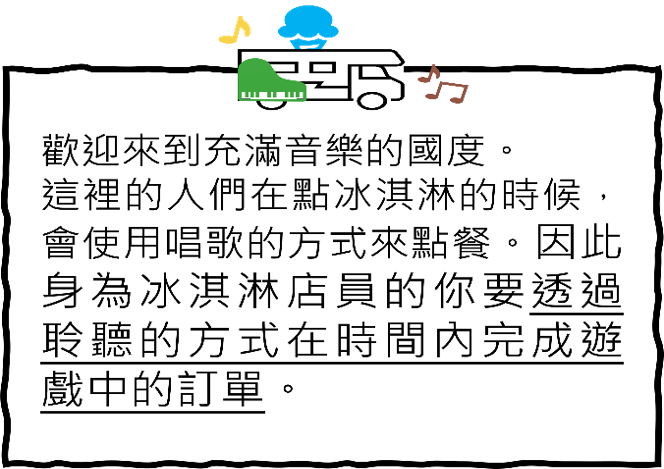 歡迎來到充滿音樂的國度。
這裡的人們在點冰淇淋的時候，
會使用唱歌的方式來點餐。因此
身為冰淇淋店員的你要透過
聆聽的方式在時間內完成遊
戲中的訂單。